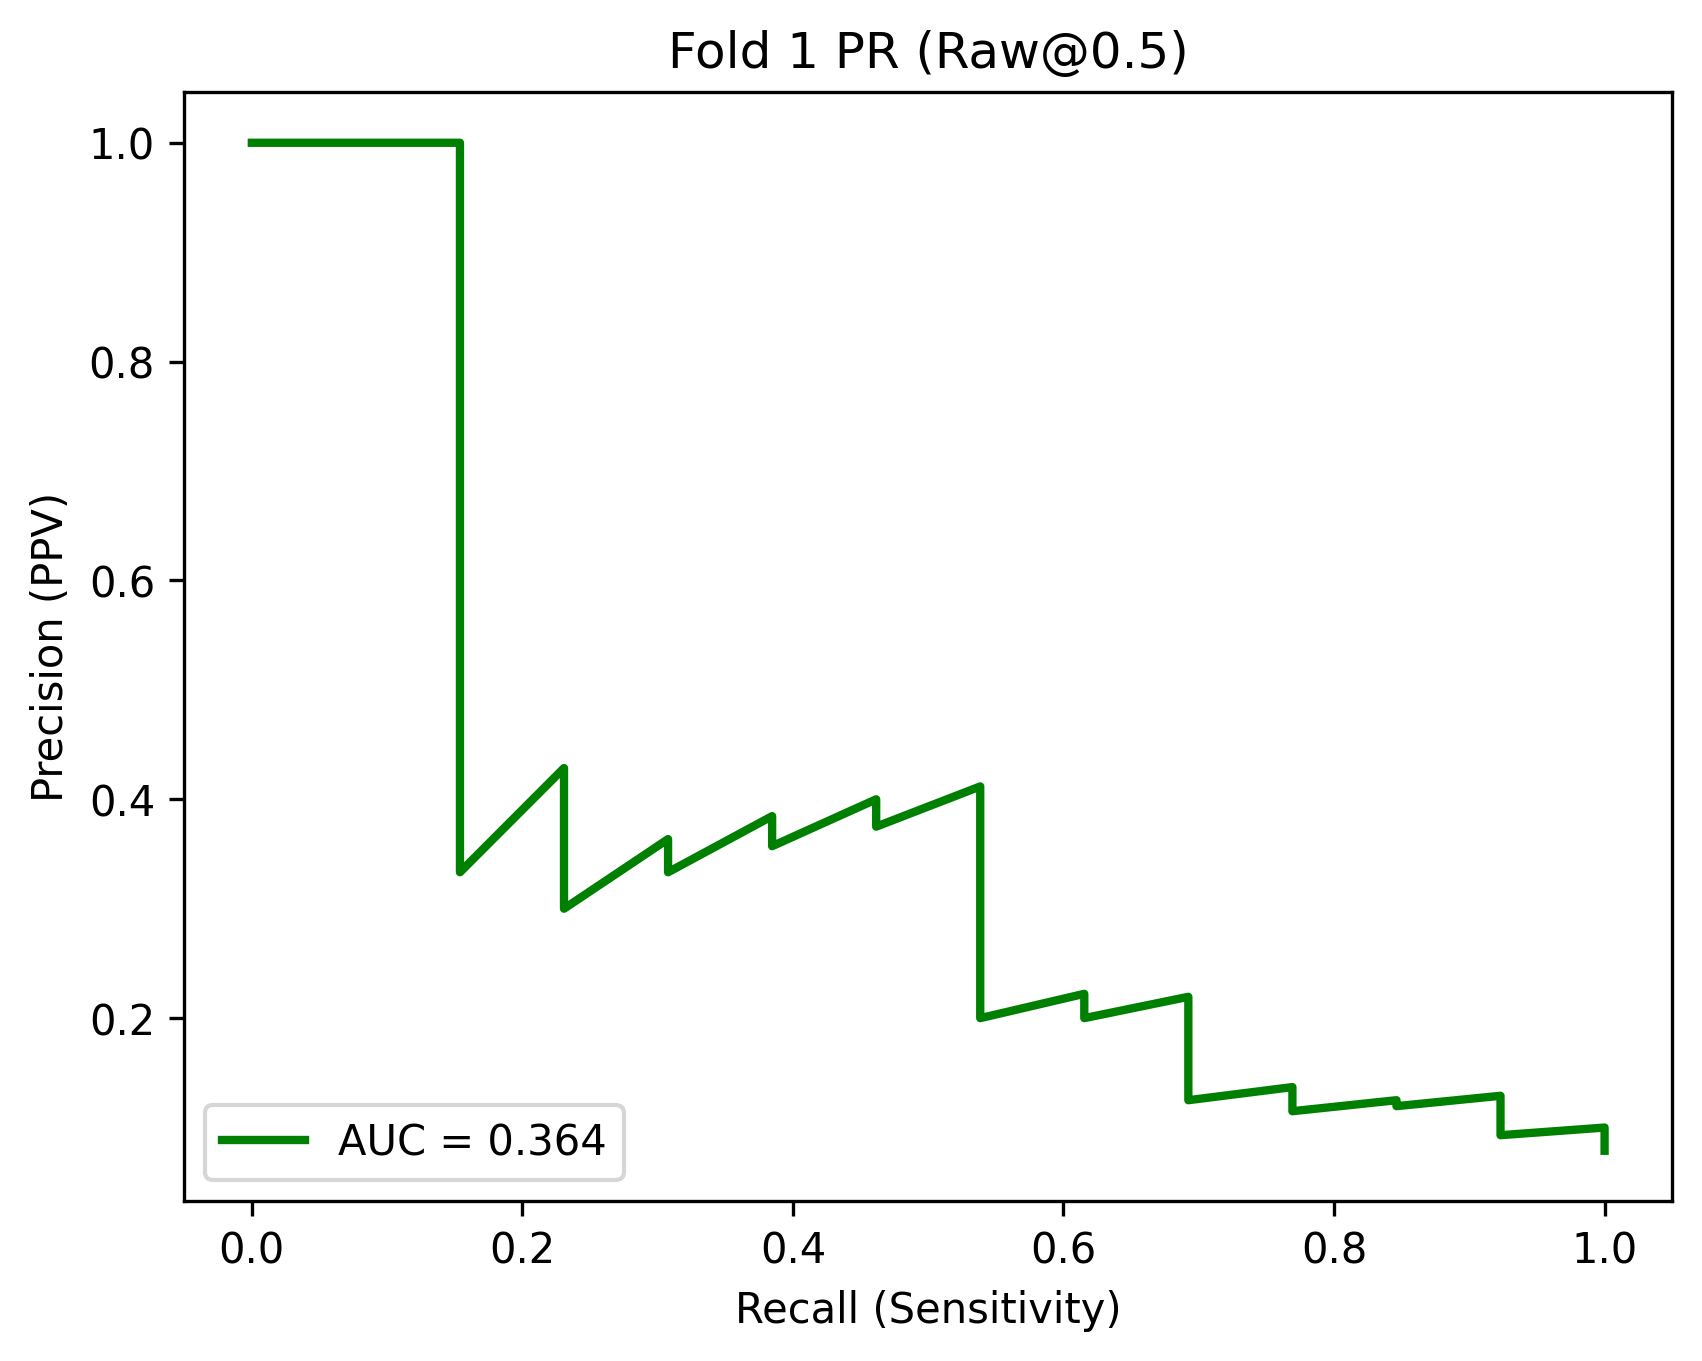 Fold 1 PR (Raw@0.5)
1.0
0.8
0.6
0.4
0.2
Precision (PPV)
AUC = 0.364
0.0 0.2 0.4 0.6 0.8 1.0
Recall (Sensitivity)